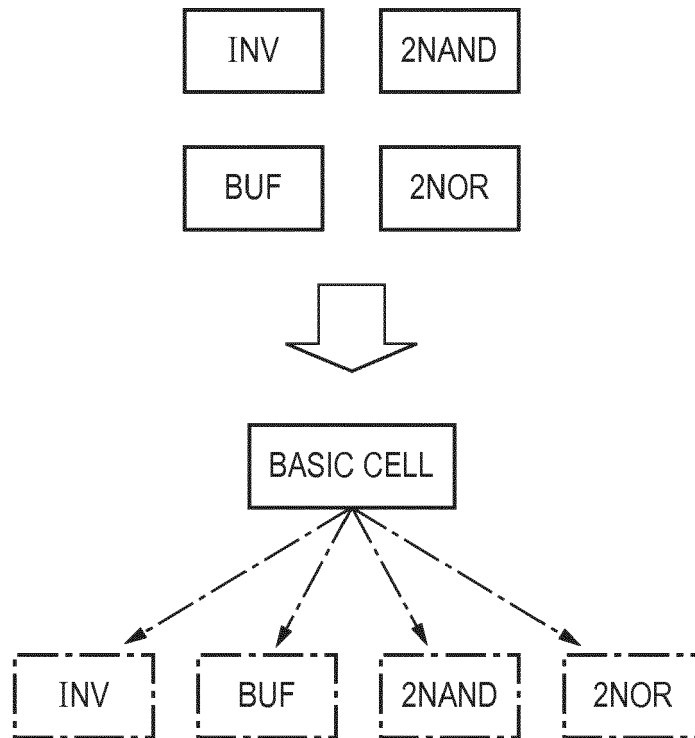 INV 2NAND
BUF 2NOR
BASIC CELL
INV BUF 2NAND 2NOR